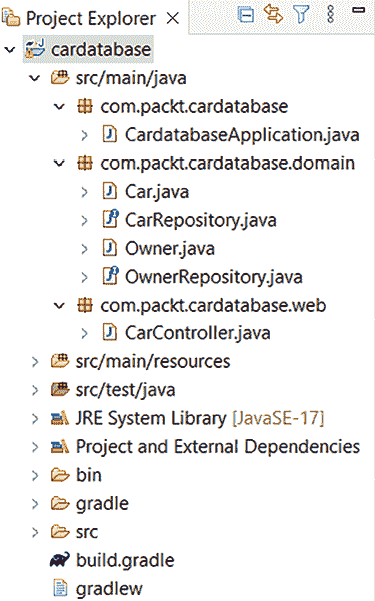 Project Explorer
cardatabase
src/main/java
com.packt.cardatabase
CardatabaseApplication.java
com.packt.cardatabase.domain
Car.java
CarRepository.java
Owner.java
OwnerRepository.java
com.packt.cardatabase.web
CarController.java
src/main/resources
src/test/java
JRE System Library [JavaSE-17]
Project and External Dependencies
bin
gradle
src
build.gradle
gradlew